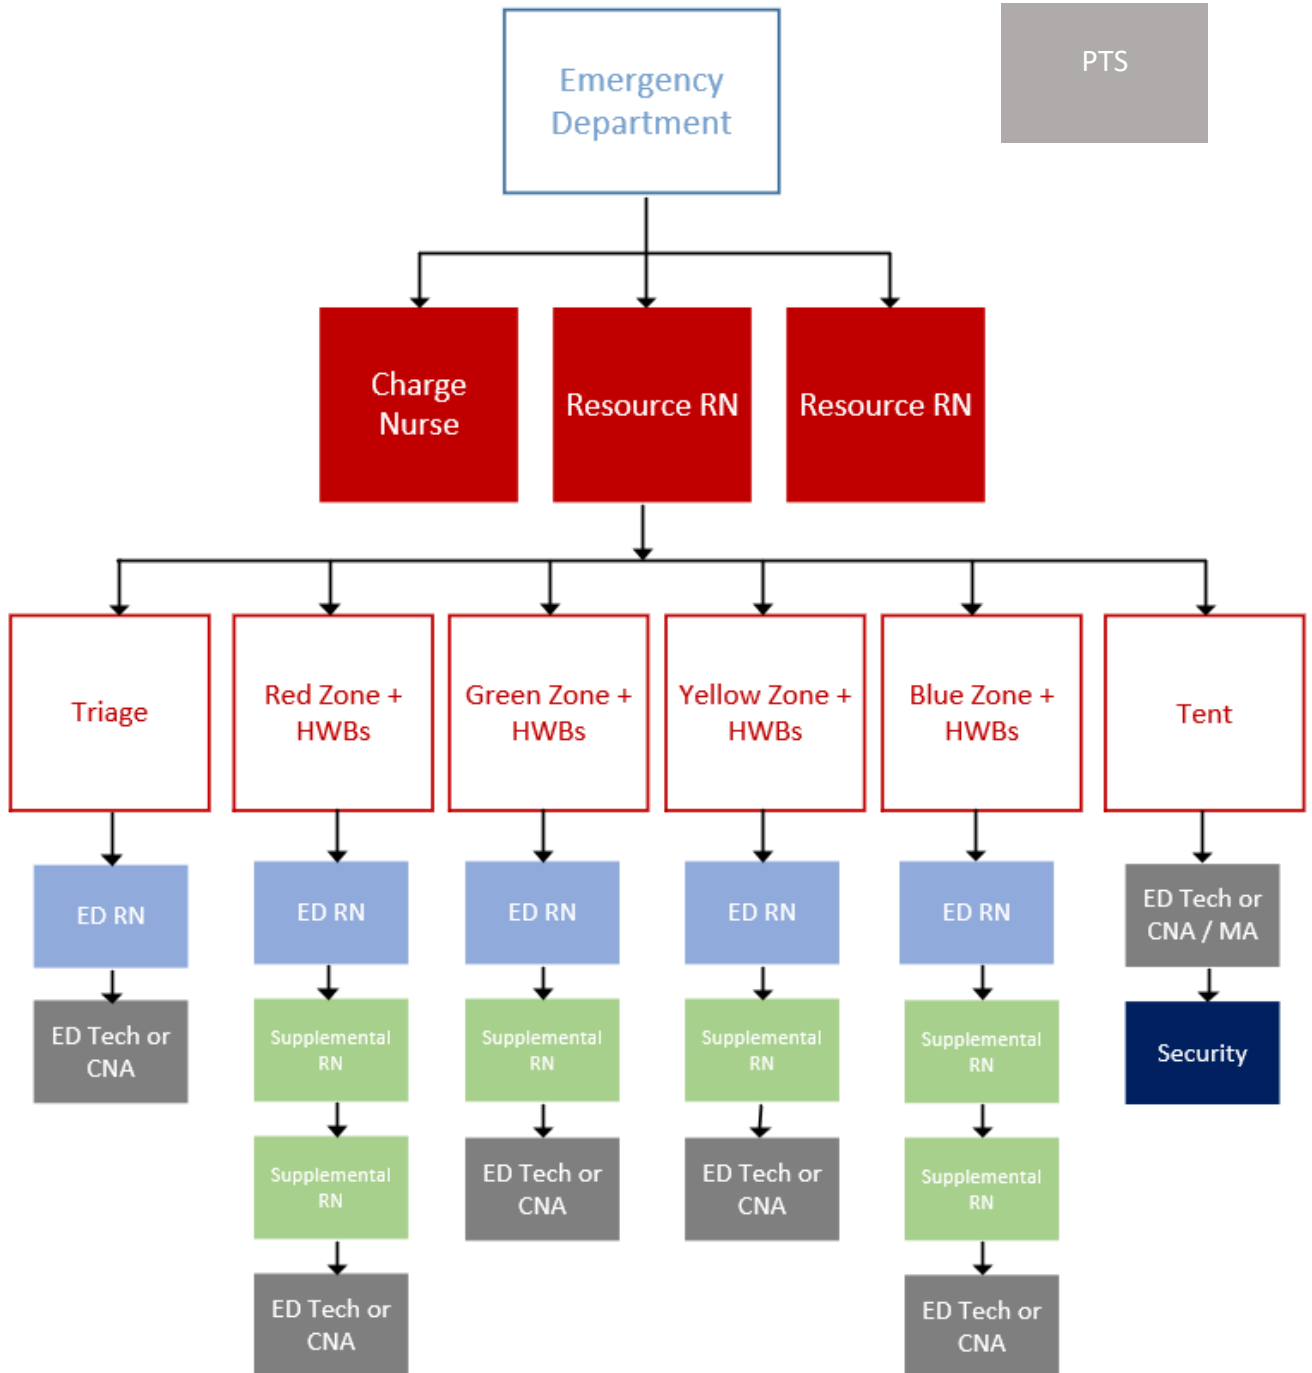 Emergency
Department
PTS
Charge
Nurse
Resource RN
Resource RN
Triage
Red Zone +
HWBs
Green Zone +
HWBs
Yellow Zone +
HWBs
Blue Zone +
HWBs
Tent
ED RN
ED RN
ED RN
ED RN
ED RN
ED Tech or
CNA / MA
ED Tech or
CNA
Supplemental
RN
Supplemental
RN
Supplemental
RN
Supplemental
RN
Security
Supplemental
RN
ED Tech or
CNA
ED Tech or
CNA
Supplemental
RN
ED Tech or
CNA
ED Tech or
CNA